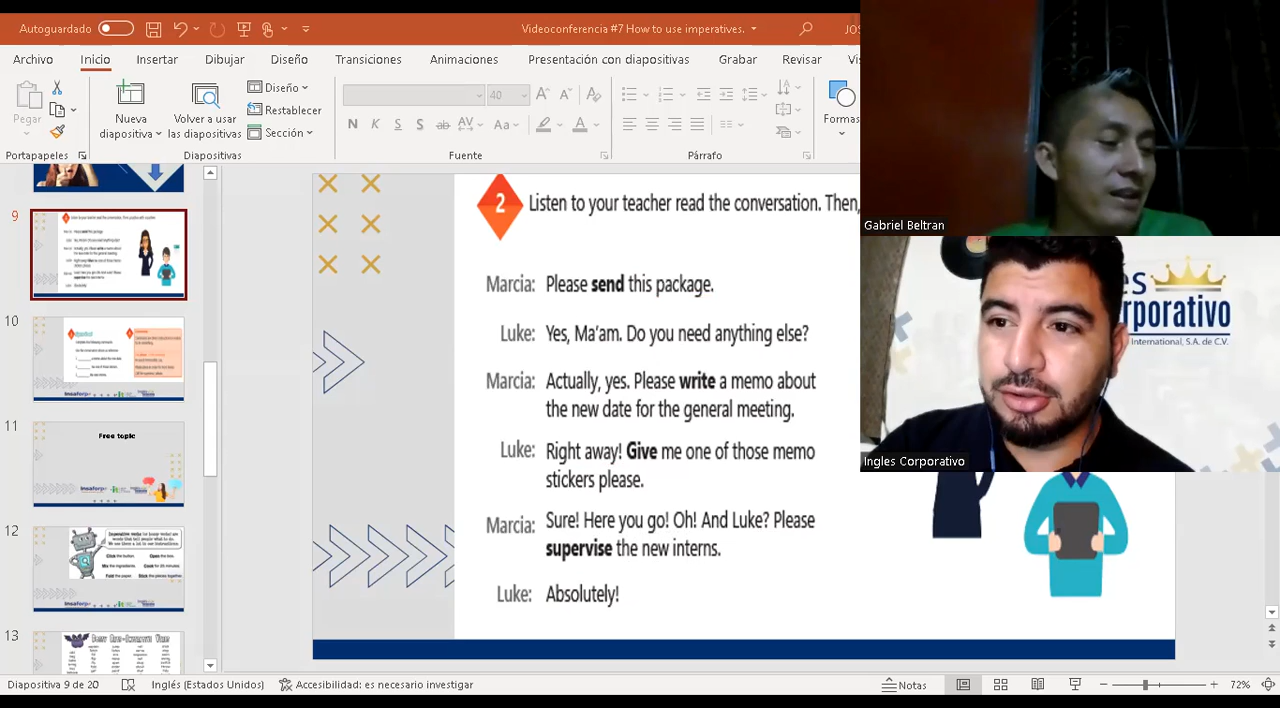 Autoguardado
Videoconferencia #7 How to use imperatives.
Archivo Inicio Insertar Dibujar Diseño Transiciones Animaciones Presentación con diapositivas Grabar Revisar
Pegar
Nueva diapositiva
Volver a usar las diapositivas
Diseño
Restablecer
Sección
40
Formas
Portapapeles Diapositivas Fuente Párrafo
9
10
11
Free topic
12
13
2 Listen to your teacher read the conversation. Then,
Marcia: Please send this package.
Luke: Yes, Ma'am. Do you need anything else?
Marcia: Actually, yes. Please write a memo about
the new date for the general meeting.
Luke: Right away! Give me one of those memo
stickers please.
Marcia: Sure! Here you go! Oh! And Luke? Please
supervise the new interns.
Luke: Absolutely!
Gabriel Beltran
orporativo
International, S.A. de C.V.
Ingles Corporativo
Diapositiva 9 de 20 Inglés (Estados Unidos) Accesibilidad: es necesario investigar Notas 72%